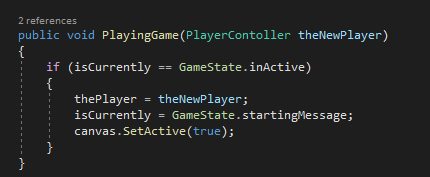 2 references
public void PlayingGame(PlayerContoller theNewPlayer)
{
if (isCurrently == GameState.inActive)
{
thePlayer = theNewPlayer;
isCurrently = GameState.startingMessage;
canvas.SetActive(true);
}
}